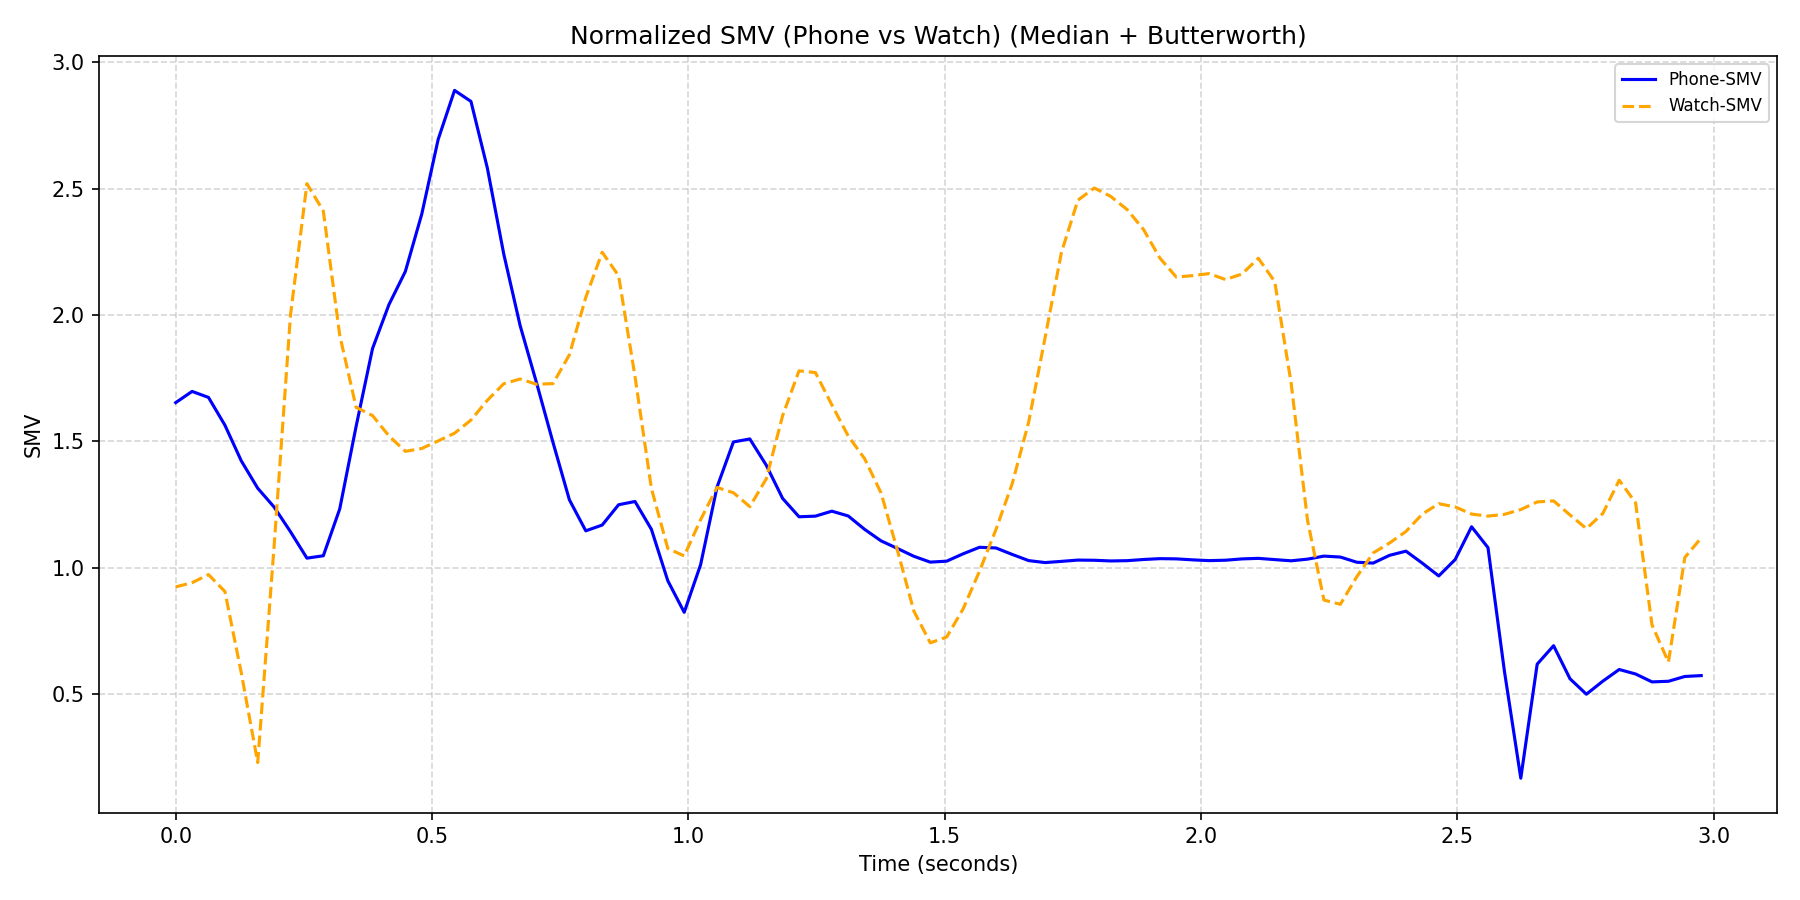 Normalized SMV (Phone vs Watch) (Median + Butterworth)
Phone-SMV
Watch-SMV
SMV
3.0
2.5
2.0
1.5
1.0
0.5
0.0 0.5 1.0 1.5 2.0 2.5 3.0
Time (seconds)